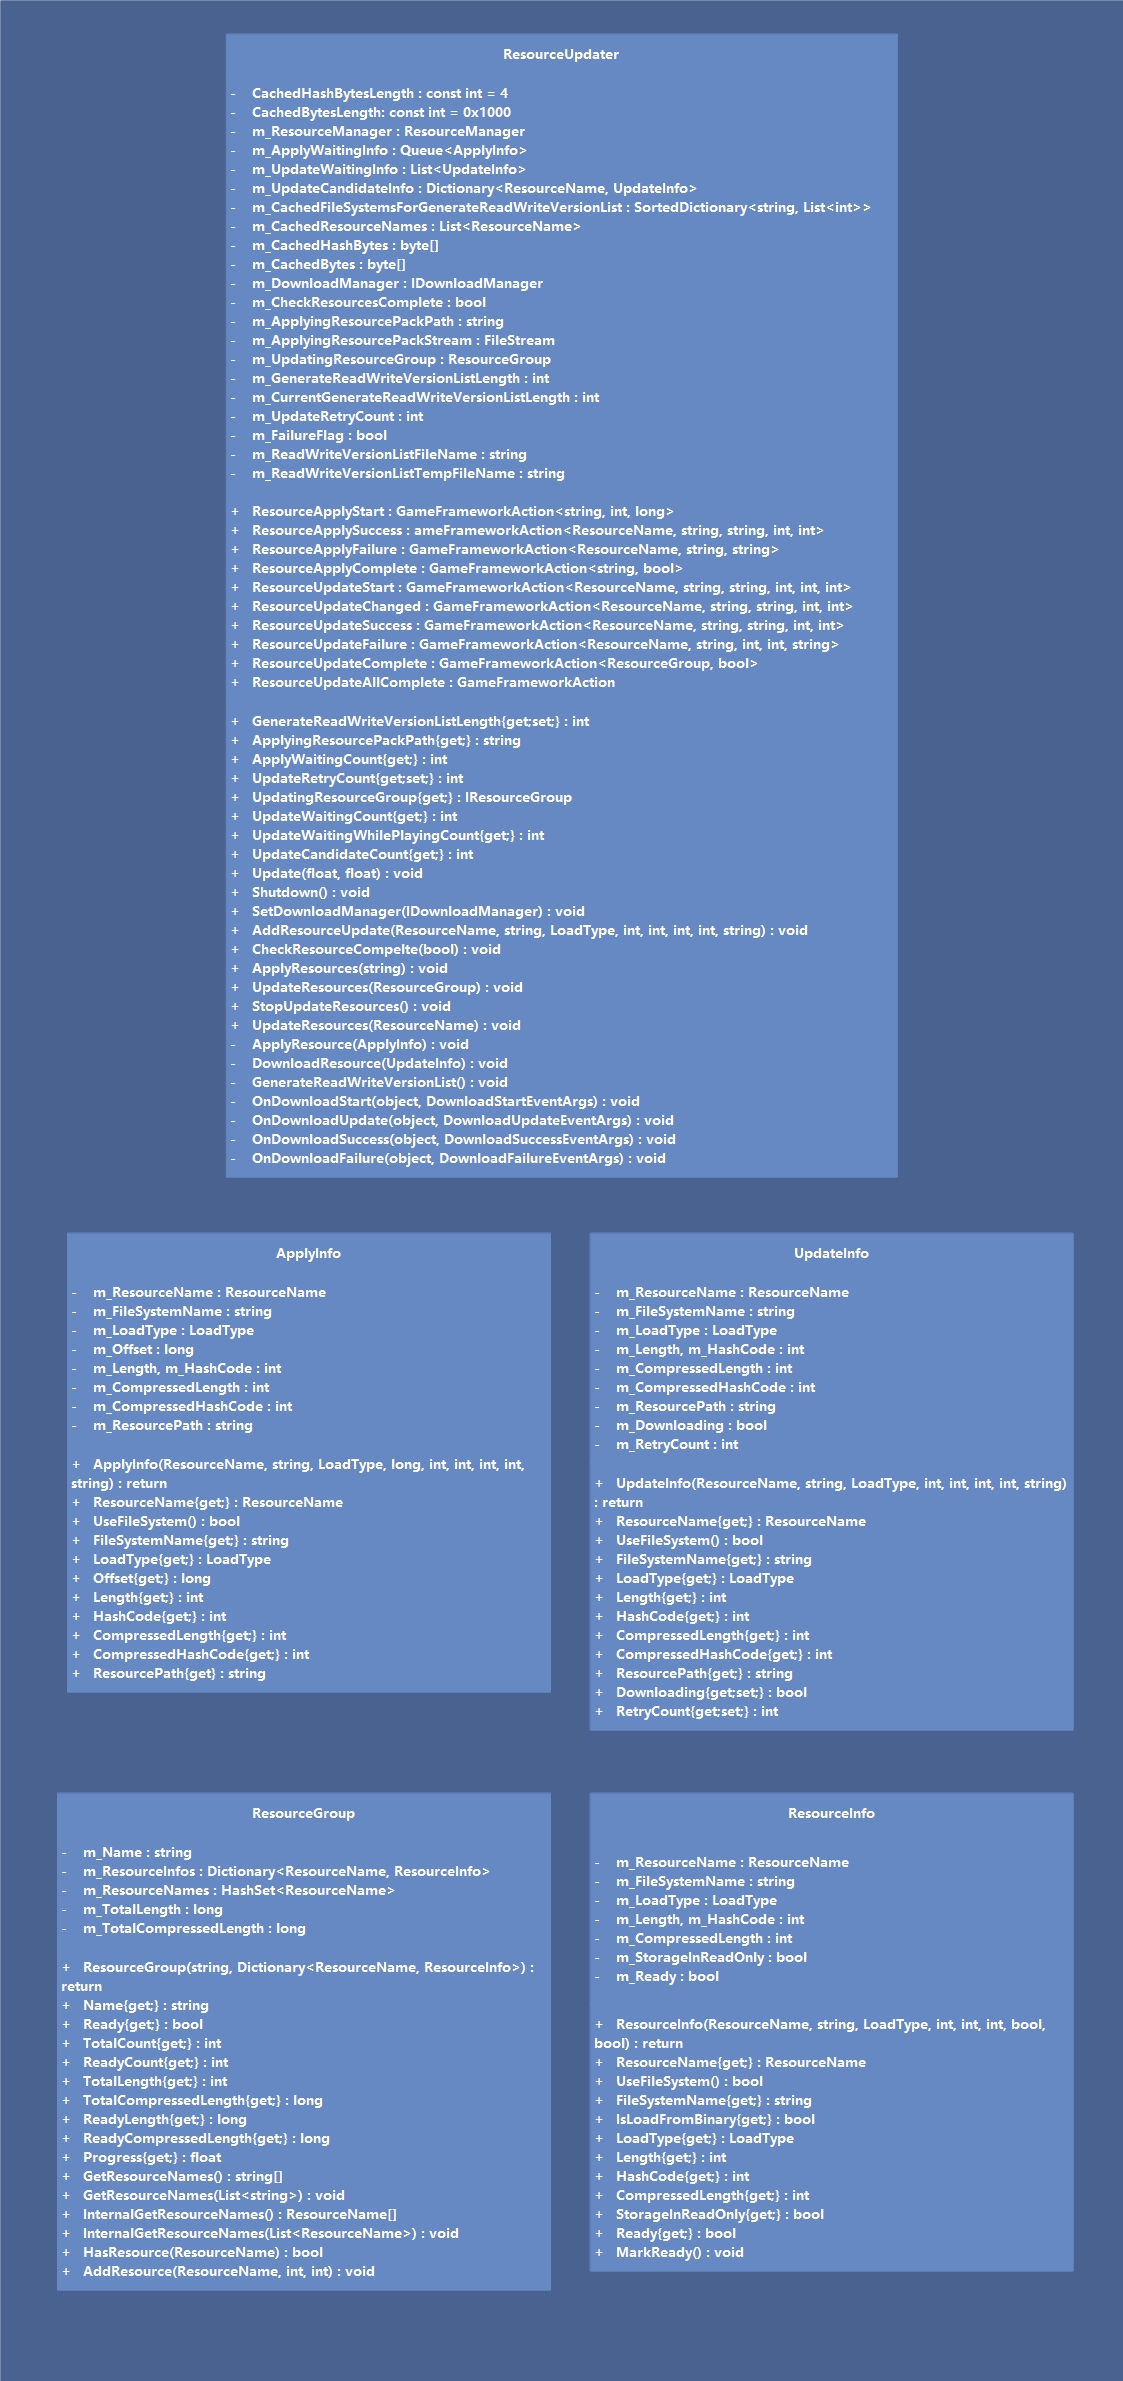 ResourceUpdater
- CachedHashBytesLength : const int = 4
- CachedBytesLength: const int = 0x1000
- m_ResourceManager : ResourceManager
- m_ApplyWaitingInfo : Queue<ApplyInfo>
- m_UpdateWaitingInfo : List<UpdateInfo>
- m_UpdateCandidateInfo : Dictionary<ResourceName, UpdateInfo>
- m_CachedFileSystemsForGenerateReadWriteVersionList : SortedDictionary<string, List<int>>
- m_CachedResourceNames : List<ResourceName>
- m_CachedHashBytes : byte[]
- m_CachedBytes : byte[]
- m_DownloadManager : IDownloadManager
- m_CheckResourcesComplete : bool
- m_ApplyingResourcePackPath : string
- m_ApplyingResourcePackStream : FileStream
- m_UpdatingResourceGroup : ResourceGroup
- m_GenerateReadWriteVersionListLength : int
- m_CurrentGenerateReadWriteVersionListLength : int
- m_UpdateRetryCount : int
- m_FailureFlag : bool
- m_ReadWriteVersionListFileName : string
- m_ReadWriteVersionListTempFileName : string
+ ResourceApplyStart : GameFrameworkAction<string, int, long>
+ ResourceApplySuccess : ameFrameworkAction<ResourceName, string, string, int, int>
+ ResourceApplyFailure : GameFrameworkAction<ResourceName, string, string>
+ ResourceApplyComplete : GameFrameworkAction<string, bool>
+ ResourceUpdateStart : GameFrameworkAction<ResourceName, string, string, int, int, int>
+ ResourceUpdateChanged : GameFrameworkAction<ResourceName, string, string, int, int>
+ ResourceUpdateSuccess : GameFrameworkAction<ResourceName, string, string, int, int>
+ ResourceUpdateFailure : GameFrameworkAction<ResourceName, string, int, int, string>
+ ResourceUpdateComplete : GameFrameworkAction<ResourceGroup, bool>
+ ResourceUpdateAllComplete : GameFrameworkAction
+ GenerateReadWriteVersionListLength{get;set;} : int
+ ApplyingResourcePackPath{get;} : string
+ ApplyWaitingCount{get;} : int
+ UpdateRetryCount{get;set;} : int
+ UpdatingResourceGroup{get;} : IResourceGroup
+ UpdateWaitingCount{get;} : int
+ UpdateWaitingWhilePlayingCount{get;} : int
+ UpdateCandidateCount{get;} : int
+ Update(float, float) : void
+ Shutdown() : void
+ SetDownloadManager(IDownloadManager) : void
+ AddResourceUpdate(ResourceName, string, LoadType, int, int, int, int, string) : void
+ CheckResourceCompelte(bool) : void
+ ApplyResources(string) : void
+ UpdateResources(ResourceGroup) : void
+ StopUpdateResources() : void
+ UpdateResources(ResourceName) : void
- ApplyResource(ApplyInfo) : void
- DownloadResource(UpdateInfo) : void
- GenerateReadWriteVersionList() : void
- OnDownloadStart(object, DownloadStartEventArgs) : void
- OnDownloadUpdate(object, DownloadUpdateEventArgs) : void
- OnDownloadSuccess(object, DownloadSuccessEventArgs) : void
- OnDownloadFailure(object, DownloadFailureEventArgs) : void
ApplyInfo
- m_ResourceName : ResourceName
- m_FileSystemName : string
- m_LoadType : LoadType
- m_Offset : long
- m_Length, m_HashCode : int
- m_CompressedLength : int
- m_CompressedHashCode : int
- m_ResourcePath : string
+ ApplyInfo(ResourceName, string, LoadType, long, int, int, int, int,
string) : return
+ ResourceName{get;} : ResourceName
+ UseFileSystem() : bool
+ FileSystemName{get;} : string
+ LoadType{get;} : LoadType
+ Offset{get;} : long
+ Length{get;} : int
+ HashCode{get;} : int
+ CompressedLength{get;} : int
+ CompressedHashCode{get;} : int
+ ResourcePath{get} : string
UpdateInfo
- m_ResourceName : ResourceName
- m_FileSystemName : string
- m_LoadType : LoadType
- m_Length, m_HashCode : int
- m_CompressedLength : int
- m_CompressedHashCode : int
- m_ResourcePath : string
- m_Downloading : bool
- m_RetryCount : int
+ UpdateInfo(ResourceName, string, LoadType, int, int, int, int, string)
: return
+ ResourceName{get;} : ResourceName
+ UseFileSystem() : bool
+ FileSystemName{get;} : string
+ LoadType{get;} : LoadType
+ Length{get;} : int
+ HashCode{get;} : int
+ CompressedLength{get;} : int
+ CompressedHashCode{get;} : int
+ ResourcePath{get;} : string
+ Downloading{get;set;} : bool
+ RetryCount{get;set;} : int
ResourceGroup
- m_Name : string
- m_ResourceInfos : Dictionary<ResourceName, ResourceInfo>
- m_ResourceNames : HashSet<ResourceName>
- m_TotalLength : long
- m_TotalCompressedLength : long
+ ResourceGroup(string, Dictionary<ResourceName, ResourceInfo>) :
return
+ Name{get;} : string
+ Ready{get;} : bool
+ TotalCount{get;} : int
+ ReadyCount{get;} : int
+ TotalLength{get;} : int
+ TotalCompressedLength{get;} : long
+ ReadyLength{get;} : long
+ ReadyCompressedLength{get;} : long
+ Progress{get;} : float
+ GetResourceNames() : string[]
+ GetResourceNames(List<string>) : void
+ InternalGetResourceNames() : ResourceName[]
+ InternalGetResourceNames(List<ResourceName>) : void
+ HasResource(ResourceName) : bool
+ AddResource(ResourceName, int, int) : void
ResourceInfo
- m_ResourceName : ResourceName
- m_FileSystemName : string
- m_LoadType : LoadType
- m_Length, m_HashCode : int
- m_CompressedLength : int
- m_StorageInReadOnly : bool
- m_Ready : bool
+ ResourceInfo(ResourceName, string, LoadType, int, int, int, bool,
bool) : return
+ ResourceName{get;} : ResourceName
+ UseFileSystem() : bool
+ FileSystemName{get;} : string
+ IsLoadFromBinary{get;} : bool
+ LoadType{get;} : LoadType
+ Length{get;} : int
+ HashCode{get;} : int
+ CompressedLength{get;} : int
+ StorageInReadOnly{get;} : bool
+ Ready{get;} : bool
+ MarkReady() : void